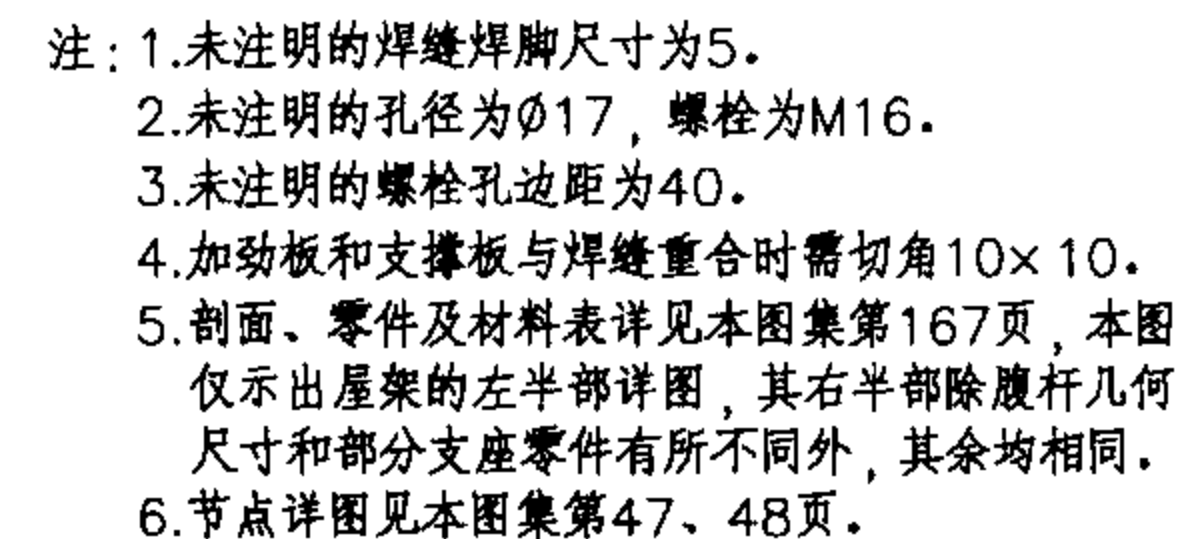 注：1.未注明的焊缝焊脚尺寸为5。
2.未注明的孔径为Ø17，螺栓为M16。
3.未注明的螺栓孔边距为40。
4.加劲板和支撑板与焊缝重合时需切角10×10。
5.剖面、零件及材料表详见本图集第167页，本图
仅示出屋架的左半部详图，其右半部除腹杆几何
尺寸和部分支座零件有所不同外，其余均相同。
6.节点详图见本图集第47、48页。